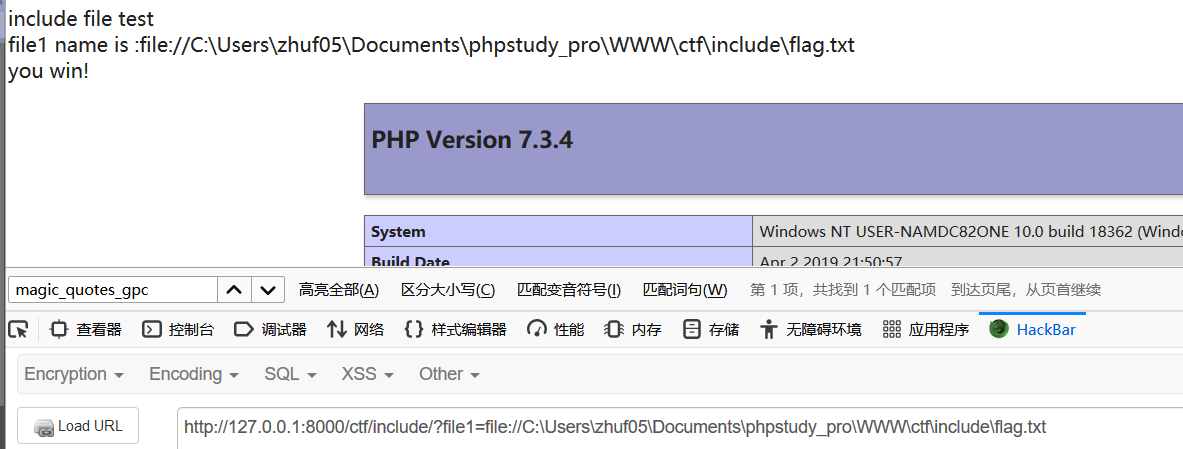 include file test
file1 name is :file://C:\Users\zhuf05\Documents\phpstudy_pro\WWW\ctf\include\flag.txt
you win!
PHP Version 7.3.4
System Windows NT USER-NAMDC82ONE 10.0 build 18362 (Windo
Build Date Apr 2 2019 21:50:57
magic_quotes_gpc 高亮全部(A) 区分大小写(C) 匹配变音符号(I) 匹配词句(W) 第 1 项，共找到 1 个匹配项 到达页尾，从页首继续
查看器 控制台 调试器 网络 样式编辑器 性能 内存 存储 无障碍环境 应用程序 HackBar
Encryption Encoding SQL XSS Other
Load URL http://127.0.0.1:8000/ctf/include/?file1=file://C:\Users\zhuf05\Documents\phpstudy_pro\WWW\ctf\include\flag.txt